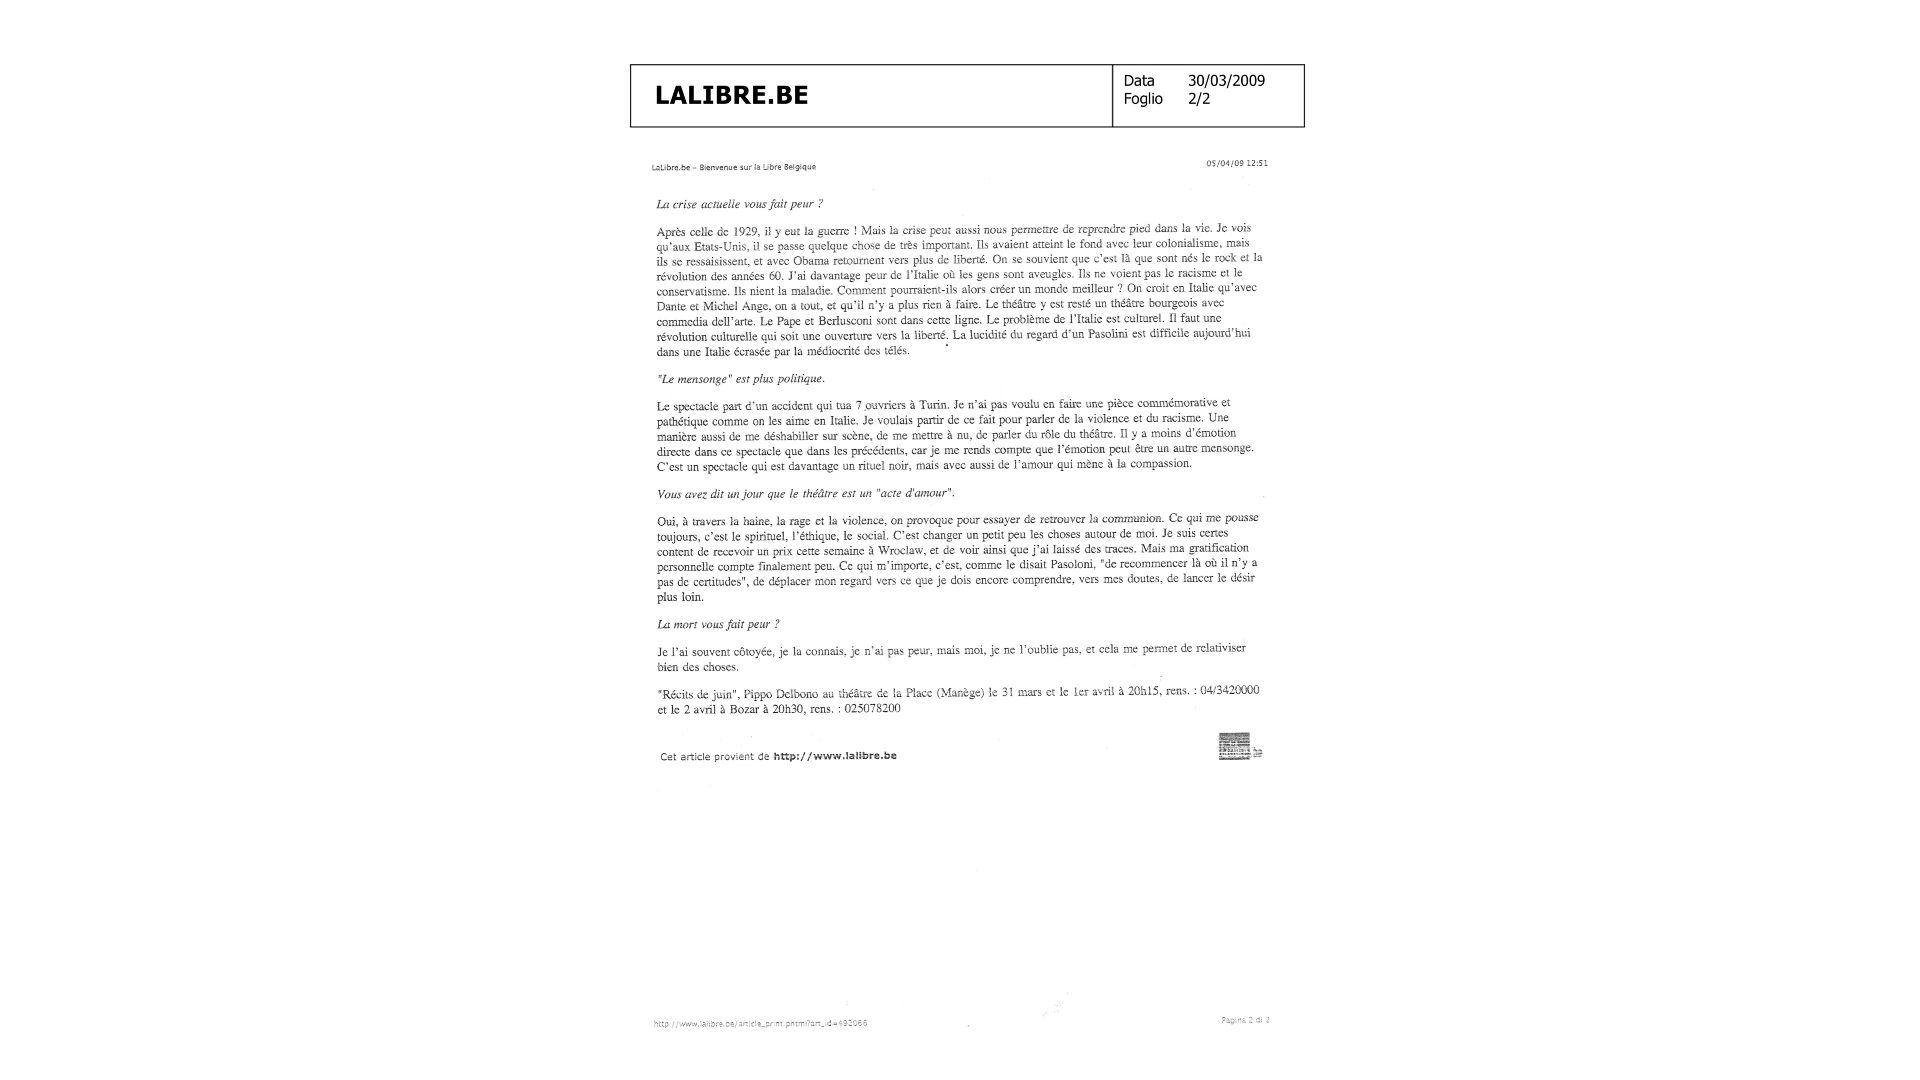 LALIBRE.BE
Data 30/03/2009
Foglio 2/2
LaLibre.be – Bienvenue sur la Libre Belgique
05/04/09 12:51
La crise actuelle vous fait peur ?
Après celle de 1929, il y eut la guerre ! Mais la crise peut aussi nous permettre de reprendre pied dans la vie. Je vois
qu'aux Etats-Unis, il se passe quelque chose de très important. Ils avaient atteint le fond avec leur colonialisme, mais
ils se ressaisissent, et avec Obama retournent vers plus de liberté. On se souvient que c'est là que sont nés le rock et la
révolution des années 60. J'ai davantage peur de l'Italie où les gens sont aveugles. Ils ne voient pas le racisme et le
conservatisme. Ils nient la maladie. Comment pourraient-ils alors créer un monde meilleur ? On croit en Italie qu'avec
Dante et Michel Ange, on a tout, et qu'il n'y a plus rien à faire. Le théâtre y est resté un théâtre bourgeois avec
commedia dell'arte. Le Pape et Berlusconi sont dans cette ligne. Le problème de l'Italie est culturel. Il faut une
révolution culturelle qui soit une ouverture vers la liberté. La lucidité du regard d'un Pasolini est difficile aujourd'hui
dans une Italie écrasée par la médiocrité des télés.
"Le mensonge" est plus politique.
Le spectacle part d'un accident qui tua 7 ouvriers à Turin. Je n'ai pas voulu en faire une pièce commémorative et
pathétique comme on les aime en Italie. Je voulais partir de ce fait pour parler de la violence et du racisme. Une
manière aussi de me déshabiller sur scène, de me mettre à nu, de parler du rôle du théâtre. Il y a moins d'émotion
directe dans ce spectacle que dans les précédents, car je me rends compte que l'émotion peut être un autre mensonge.
C'est un spectacle qui est davantage un rituel noir, mais avec aussi de l'amour qui mène à la compassion.
Vous avez dit un jour que le théâtre est un "acte d'amour".
Oui, à travers la haine, la rage et la violence, on provoque pour essayer de retrouver la communion. Ce qui me pousse
toujours, c'est le spirituel, l'éthique, le social. C'est changer un petit peu les choses autour de moi. Je suis certes
content de recevoir un prix cette semaine à Wroclaw, et de voir ainsi que j'ai laissé des traces. Mais ma gratification
personnelle compte finalement peu. Ce qui m'importe, c'est, comme le disait Pasoloni, "de recommencer là où il n'y a
pas de certitudes", de déplacer mon regard vers ce que je dois encore comprendre, vers mes doutes, de lancer le désir
plus loin.
La mort vous fait peur ?
Je l'ai souvent côtoyée, je la connais, je n'ai pas peur, mais moi, je ne l'oublie pas, et cela me permet de relativiser
bien des choses.
"Récits de juin", Pippo Delbono au théâtre de la Place (Manège) le 31 mars et le 1er avril à 20h15, rens. : 04/3420000
et le 2 avril à Bozar à 20h30, rens. : 025078200
Cet article provient de http://www.lalibre.be
http://www.lalibre.be/article_print.phtml?art_id=492066
Pagina 2 di 2